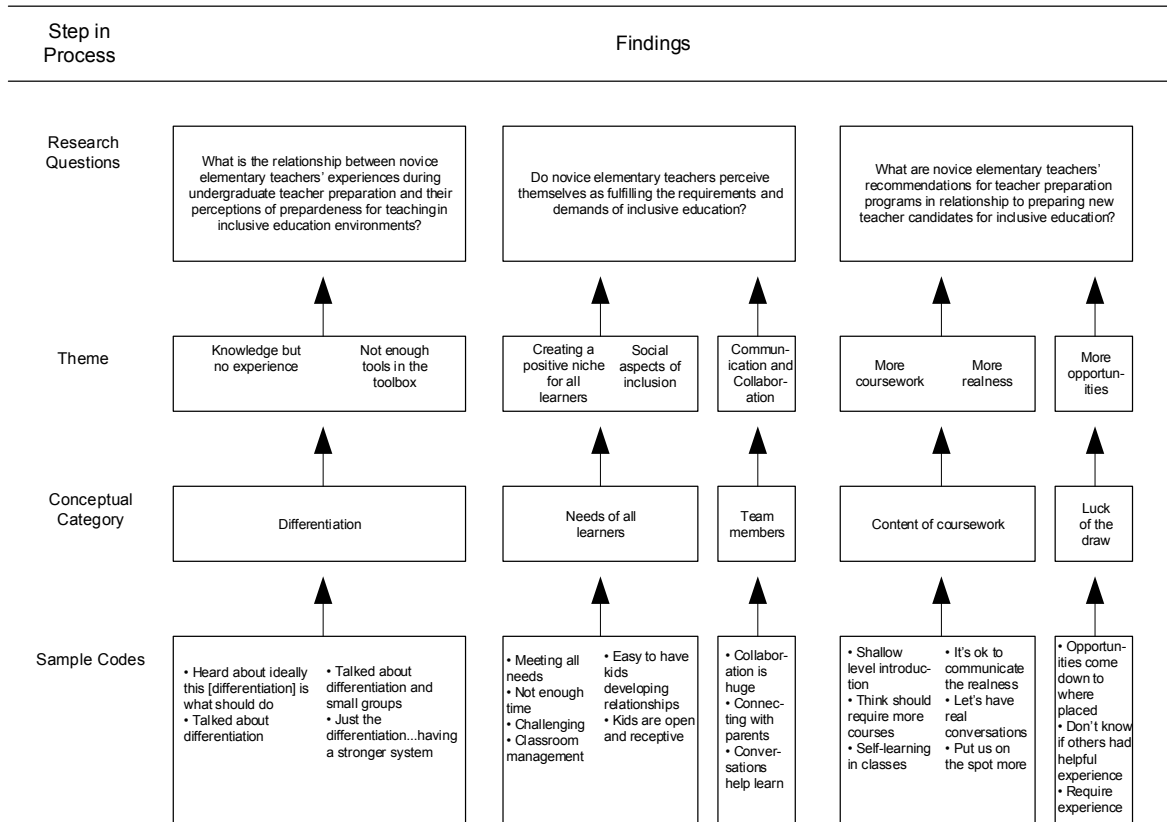 Step in
Process
Findings
Research
Questions
What is the relationship between novice
elementary teachers' experiences during
undergraduate teacher preparation and their
perceptions of prepardeness for teaching in
inclusive education environments?
Do novice elementary teachers perceive
themselves as fulfilling the requirements and
demands of inclusive education?
What are novice elementary teachers'
recommendations for teacher preparation
programs in relationship to preparing new
teacher candidates for inclusive education?
Theme
Knowledge but
no experience
Not enough
tools in the
toolbox
Creating a
positive niche
for all
learners
Social
aspects of
inclusion
Commun-
ication and
Collabor-
ation
More
coursework
More
realness
More
opportun-
ities
Conceptual
Category
Differentiation
Needs of all
learners
Team
members
Content of coursework
Luck
of the
draw
Sample Codes
• Heard about ideally
this [differentiation] is
what should do
• Talked about
differentiation
• Talked about
differentiation and
small groups
• Just the
differentiation...having
a stronger system
• Meeting all
needs
• Not enough
time
• Challenging
• Classroom
management
• Easy to have
kids
developing
relationships
• Kids are open
and receptive
• Collabor-
ation is
huge
• Connec-
ting with
parents
• Conver-
sations
help learn
• Shallow
level introduc-
tion
• Think should
require more
courses
• Self-learning
in classes
• It's ok to
communicate
the realness
• Let's have
real
conversations
• Put us on
the spot more
• Opportun-
ities come
down to
where placed
• Don't know
if others had
helpful
experience
• Require
experience